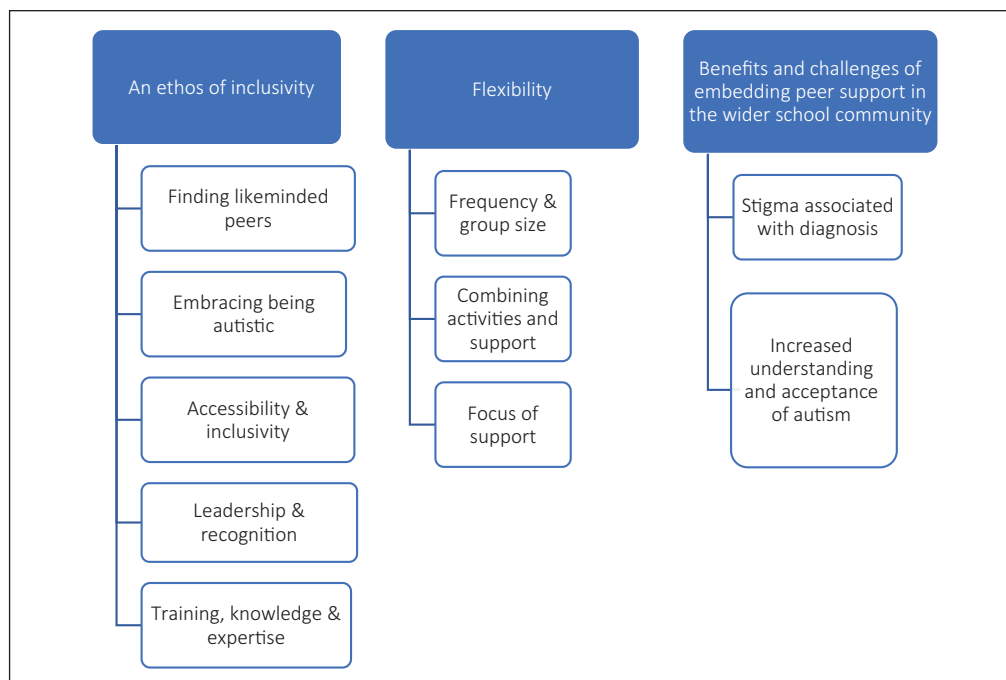 An ethos of inclusivity
Finding likeminded
peers
Embracing being
autistic
Accessibility &
inclusivity
Leadership &
recognition
Training, knowledge &
expertise
Flexibility
Frequency &
group size
Combining
activities and
support
Focus of
support
Benefits and challenges of
embedding peer support in
the wider school community
Stigma associated
with diagnosis
Increased
understanding
and acceptance
of autism